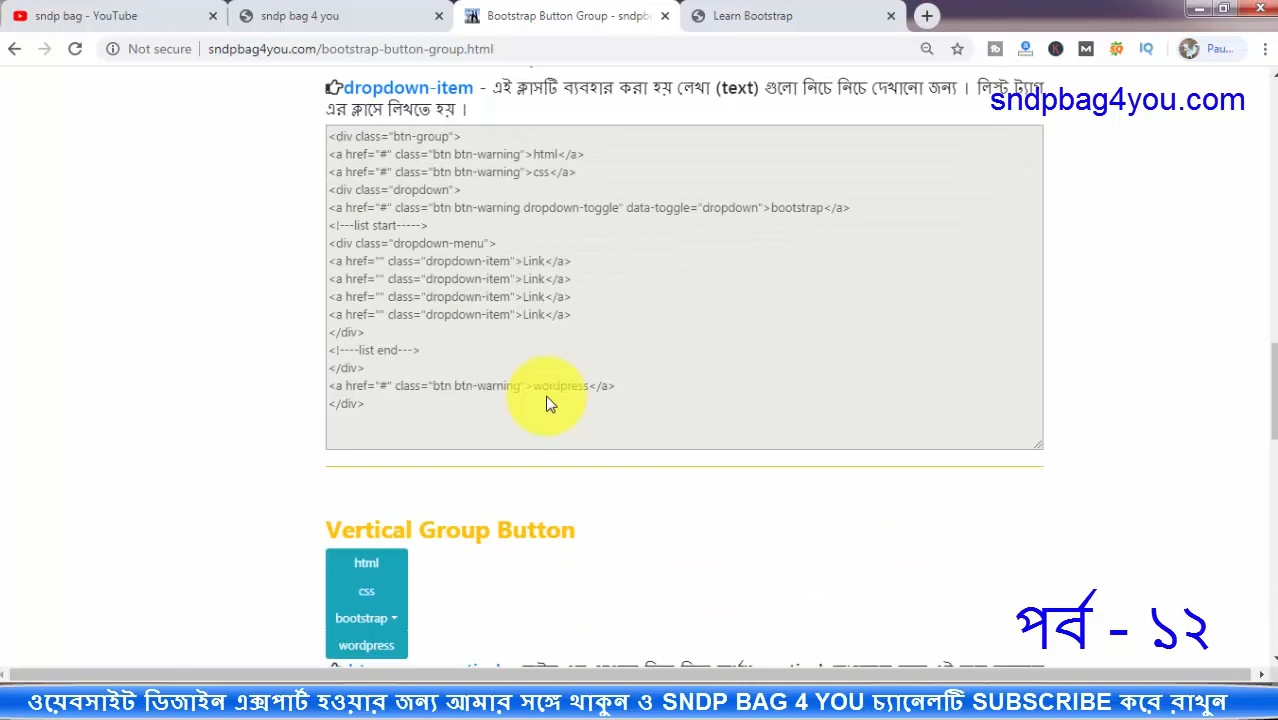 sndp bag - YouTube
sndp bag 4 you
Bootstrap Button Group - sndpb
Learn Bootstrap
Not secure
sndpbag4you.com/bootstrap-button-group.html
Pau...
dropdown-item - এই ক্লাসটি ব্যবহার করা হয় লেখা (text) গুলো নিচে নিচে দেখানো জন্য । লিস্ট ট্যাগ
এর ক্লাসে লিখতে হয় ।
sndpbag4you.com
<div class="btn-group">
<a href="#" class="btn btn-warning">html</a>
<a href="#" class="btn btn-warning">css</a>
<div class="dropdown">
<a href="#" class="btn btn-warning dropdown-toggle" data-toggle="dropdown">bootstrap</a>
<!---list start----->
<div class="dropdown-menu">
<a href="" class="dropdown-item">Link</a>
<a href="" class="dropdown-item">Link</a>
<a href="" class="dropdown-item">Link</a>
<a href="" class="dropdown-item">Link</a>
</div>
<!----list end--->
</div>
<a href="#" class="btn btn-warning">wordpress</a>
</div>
Vertical Group Button
html
css
bootstrap
wordpress
পর্ব - ১২
ওয়েবসাইট ডিজাইন এক্সপার্ট হওয়ার জন্য আমার সঙ্গে থাকুন ও SNDP BAG 4 YOU চ্যানেলটি SUBSCRIBE করে রাখুন